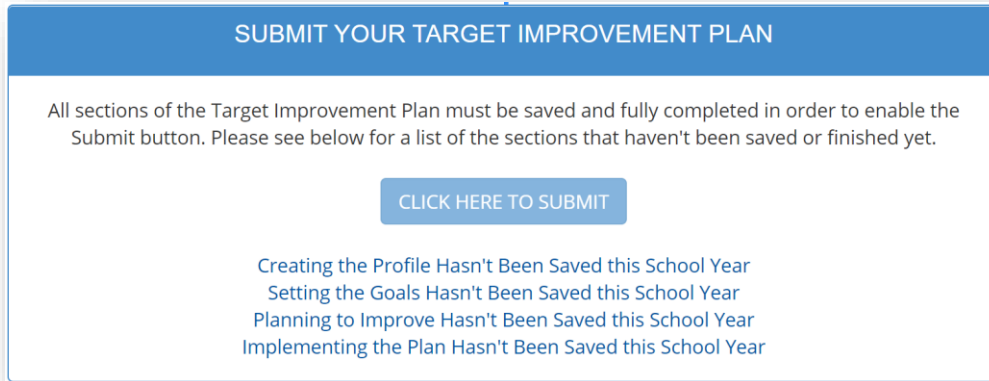 SUBMIT YOUR TARGET IMPROVEMENT PLAN
All sections of the Target Improvement Plan must be saved and fully completed in order to enable the
Submit button. Please see below for a list of the sections that haven't been saved or finished yet.
CLICK HERE TO SUBMIT
Creating the Profile Hasn't Been Saved this School Year
Setting the Goals Hasn't Been Saved this School Year
Planning to Improve Hasn't Been Saved this School Year
Implementing the Plan Hasn't Been Saved this School Year